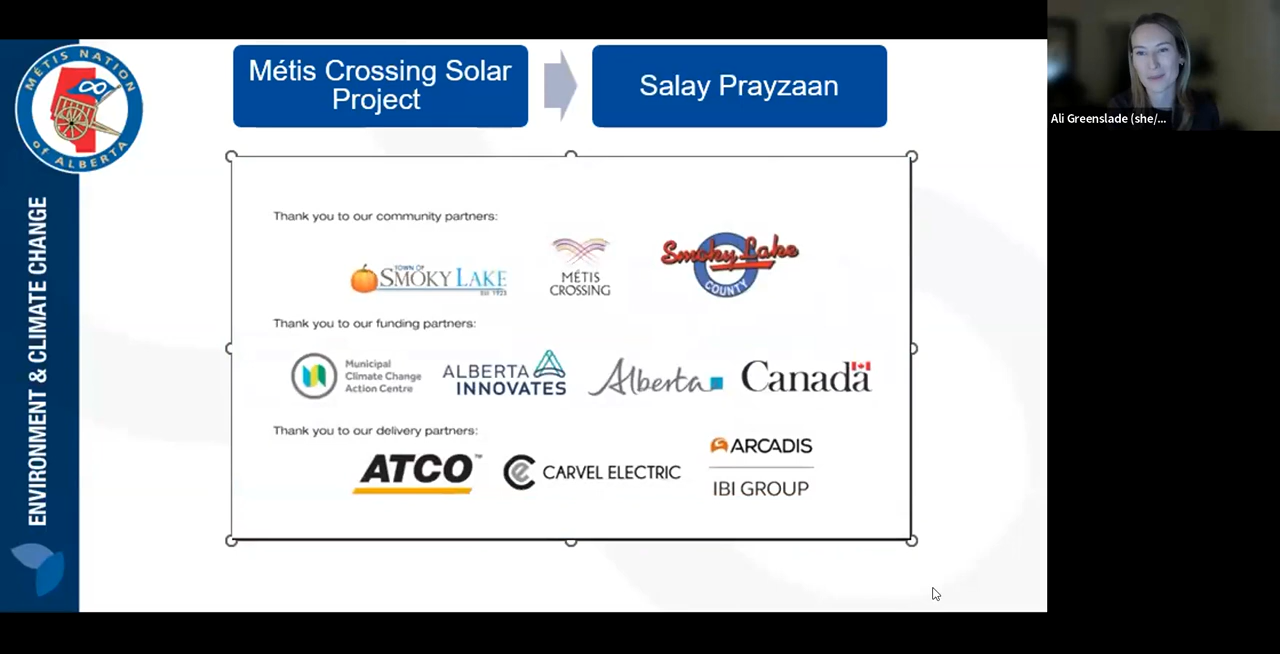 MÉTIS NATION
of ALBERTA
ENVIRONMENT & CLIMATE CHANGE
Métis Crossing Solar
Project
Salay Prayzaan
Thank you to our community partners:
TOWN OF
SMOKY LAKE
Est 1923
MÉTIS
CROSSING
Smoky Lake
COUNTY
Thank you to our funding partners:
Municipal
Climate Change
Action Centre
ALBERTA
INNOVATES
Alberta
Canada
Thank you to our delivery partners:
ATCO™
CARVEL ELECTRIC
ARCADIS
IBI GROUP
Ali Greenslade (she/...